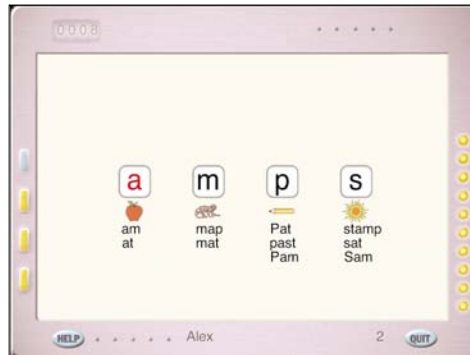 0008
a m p s
am map Pat stamp
at mat past sat
Pam Sam
HELP Alex 2 QUIT